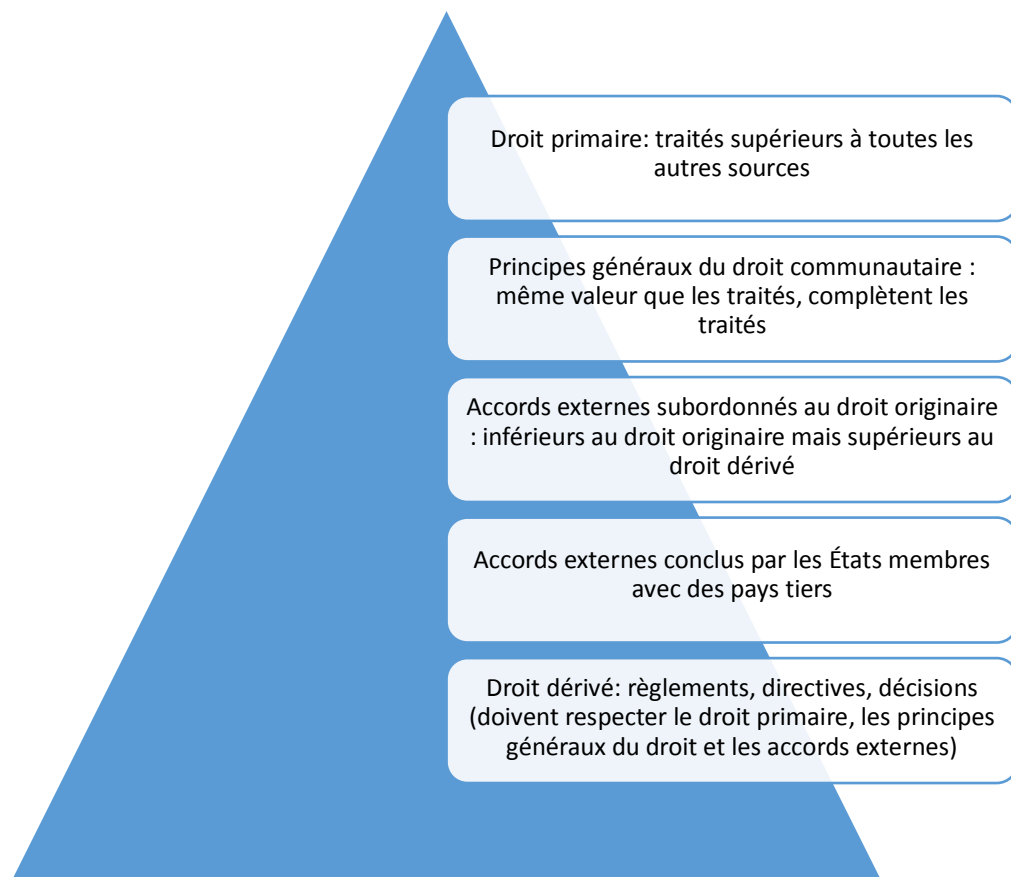 Droit primaire: traités supérieurs à toutes les
autres sources
Principes généraux du droit communautaire :
même valeur que les traités, complètent les
traités
Accords externes subordonnés au droit originaire
: inférieurs au droit originaire mais supérieurs au
droit dérivé
Accords externes conclus par les États membres
avec des pays tiers
Droit dérivé: règlements, directives, décisions
(doivent respecter le droit primaire, les principes
généraux du droit et les accords externes)